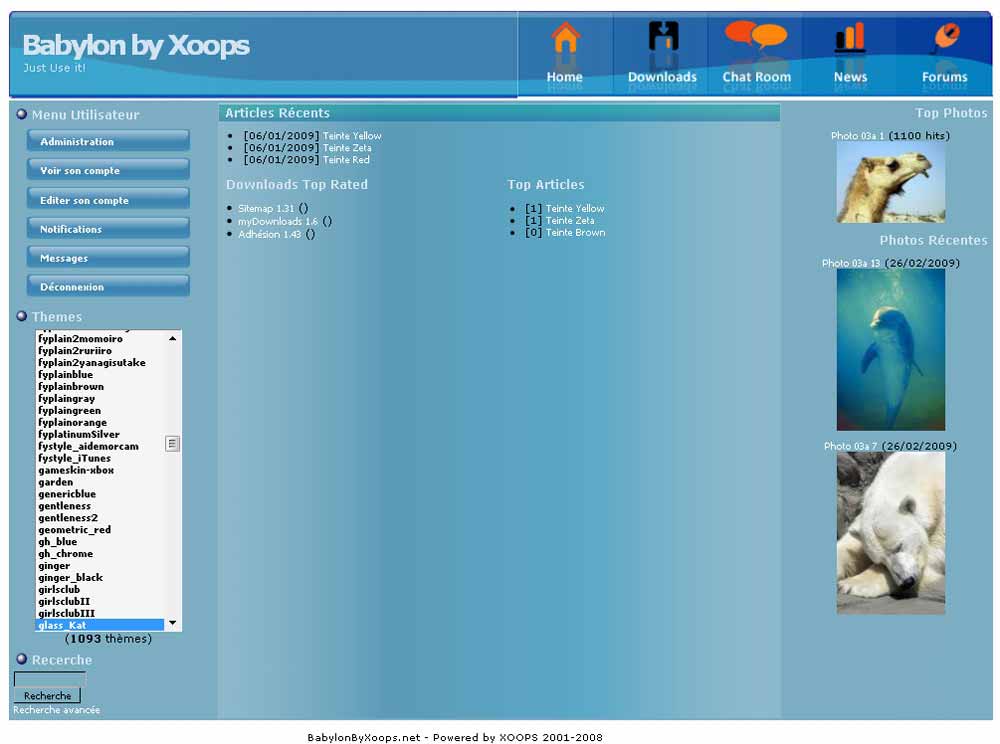 Babylon by Xoops
Just Use it!
Home
Downloads
Chat Room
News
Forums
Menu Utilisateur
Administration
Voir son compte
Editer son compte
Notifications
Messages
Déconnexion
Themes
fyplain2momoiro
fyplain2ruriiro
fyplain2yanagisutake
fyplainblue
fyplainbrown
fyplaingray
fyplaingreen
fyplainorange
fyplatinumSilver
fystyle_aidemorcam
fystyle_iTunes
gameskin-xbox
garden
genericblue
gentleness
gentleness2
geometric_red
gh_blue
gh_chrome
ginger
ginger_black
girlsclub
girlsclubII
girlsclubIII
glass_Kat
(1093 thèmes)
Recerche
Recherche
Recherche avancée
Articles Récents
[06/01/2009] Teinte Yellow
[06/01/2009] Teinte Zeta
[06/01/2009] Teinte Red
Downloads Top Rated
Sitemap 1.31 ()
myDownloads 1.6 ()
Adhésion 1.43 ()
Top Articles
[1] Teinte Yellow
[1] Teinte Zeta
[0] Teinte Brown
Top Photos
Photo 03a 1 (1100 hits)
Photos Récentes
Photo 03a 13 (26/02/2009)
Photo 03a 7 (26/02/2009)
BabylonByXoops.net - Powered by XOOPS 2001-2008